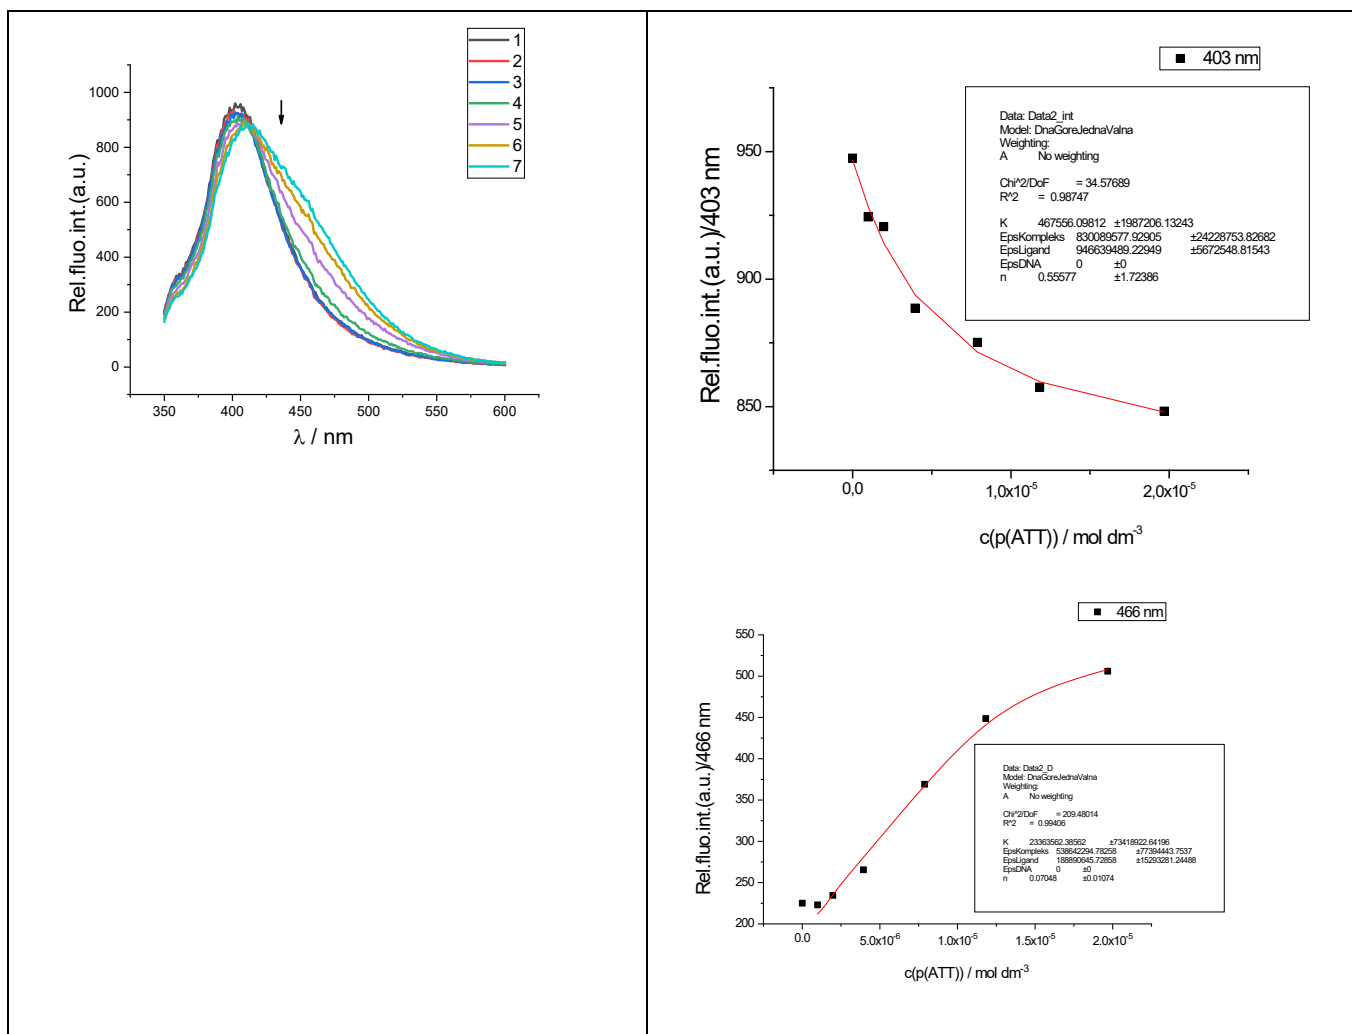 1
2
3
4
5
6
7
Rel.fluo.int.(a.u.)
1000
800
600
400
200
0
350 400 450 500 550 600
λ / nm
403 nm
Rel.fluo.int.(a.u.)/403 nm
950
900
850
Data: Data2_int
Model: DnaGoreJednaValna
Weighting:
A No weighting
Chi^2/DoF = 34.57689
R^2 = 0.98747
K 467556.09812 ±1987206.13243
EpsKompleks 830089577.92905 ±24228753.82682
EpsLigand 946639489.22949 ±5672548.81543
EpsDNA 0 ±0
n 0.55577 ±1.72386
0,0 1,0x10-5 2,0x10-5
c(p(ATT)) / mol dm-3
466 nm
Rel.fluo.int.(a.u.)/466 nm
550
500
450
400
350
300
250
200
Data: Data2_D
Model: DnaGoreJednaValna
Weighting:
A No weighting
Chi^2/DoF = 209.48014
R^2 = 0.99406
K 23363562.38562 ±73418922.64196
EpsKompleks 538642294.78258 ±77394443.7537
EpsLigand 188890645.72858 ±15293281.24488
EpsDNA 0 ±0
n 0.07048 ±0.01074
0.0 5.0x10-6 1.0x10-5 1.5x10-5 2.0x10-5
c(p(ATT)) / mol dm-3